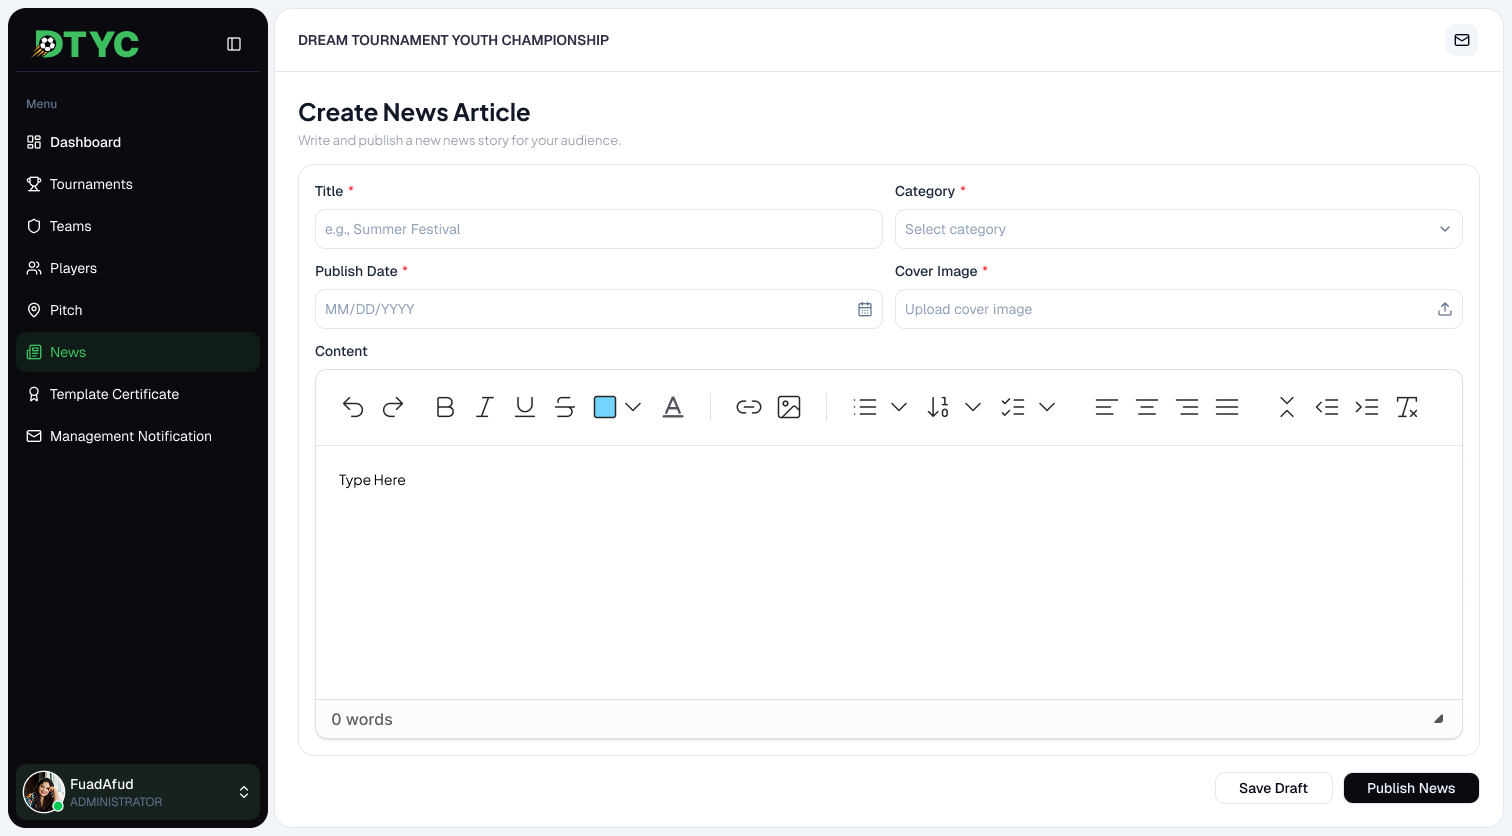 DTYC
DREAM TOURNAMENT YOUTH CHAMPIONSHIP
Menu
Dashboard
Tournaments
Teams
Players
Pitch
News
Template Certificate
Management Notification
FuadAfud
ADMINISTRATOR
Create News Article
Write and publish a new news story for your audience.
Title *
Category *
e.g., Summer Festival
Select category
Publish Date *
Cover Image *
MM/DD/YYYY
Upload cover image
Content
Type Here
0 words
Save Draft
Publish News